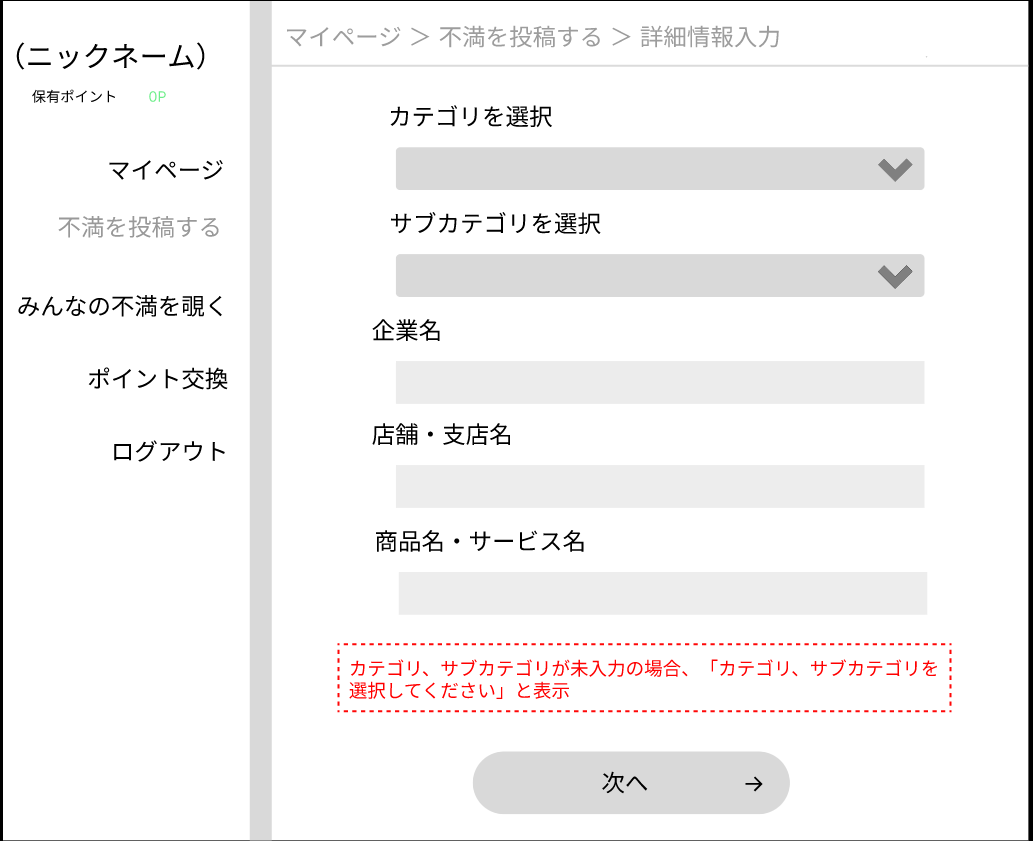 （ニックネーム）
保有ポイント 0P
マイページ
不満を投稿する
みんなの不満を覗く
ポイント交換
ログアウト
マイページ ＞ 不満を投稿する ＞ 詳細情報入力
カテゴリを選択
サブカテゴリを選択
企業名
店舗・支店名
商品名・サービス名
カテゴリ、サブカテゴリが未入力の場合、「カテゴリ、サブカテゴリを
選択してください」と表示
次へ →